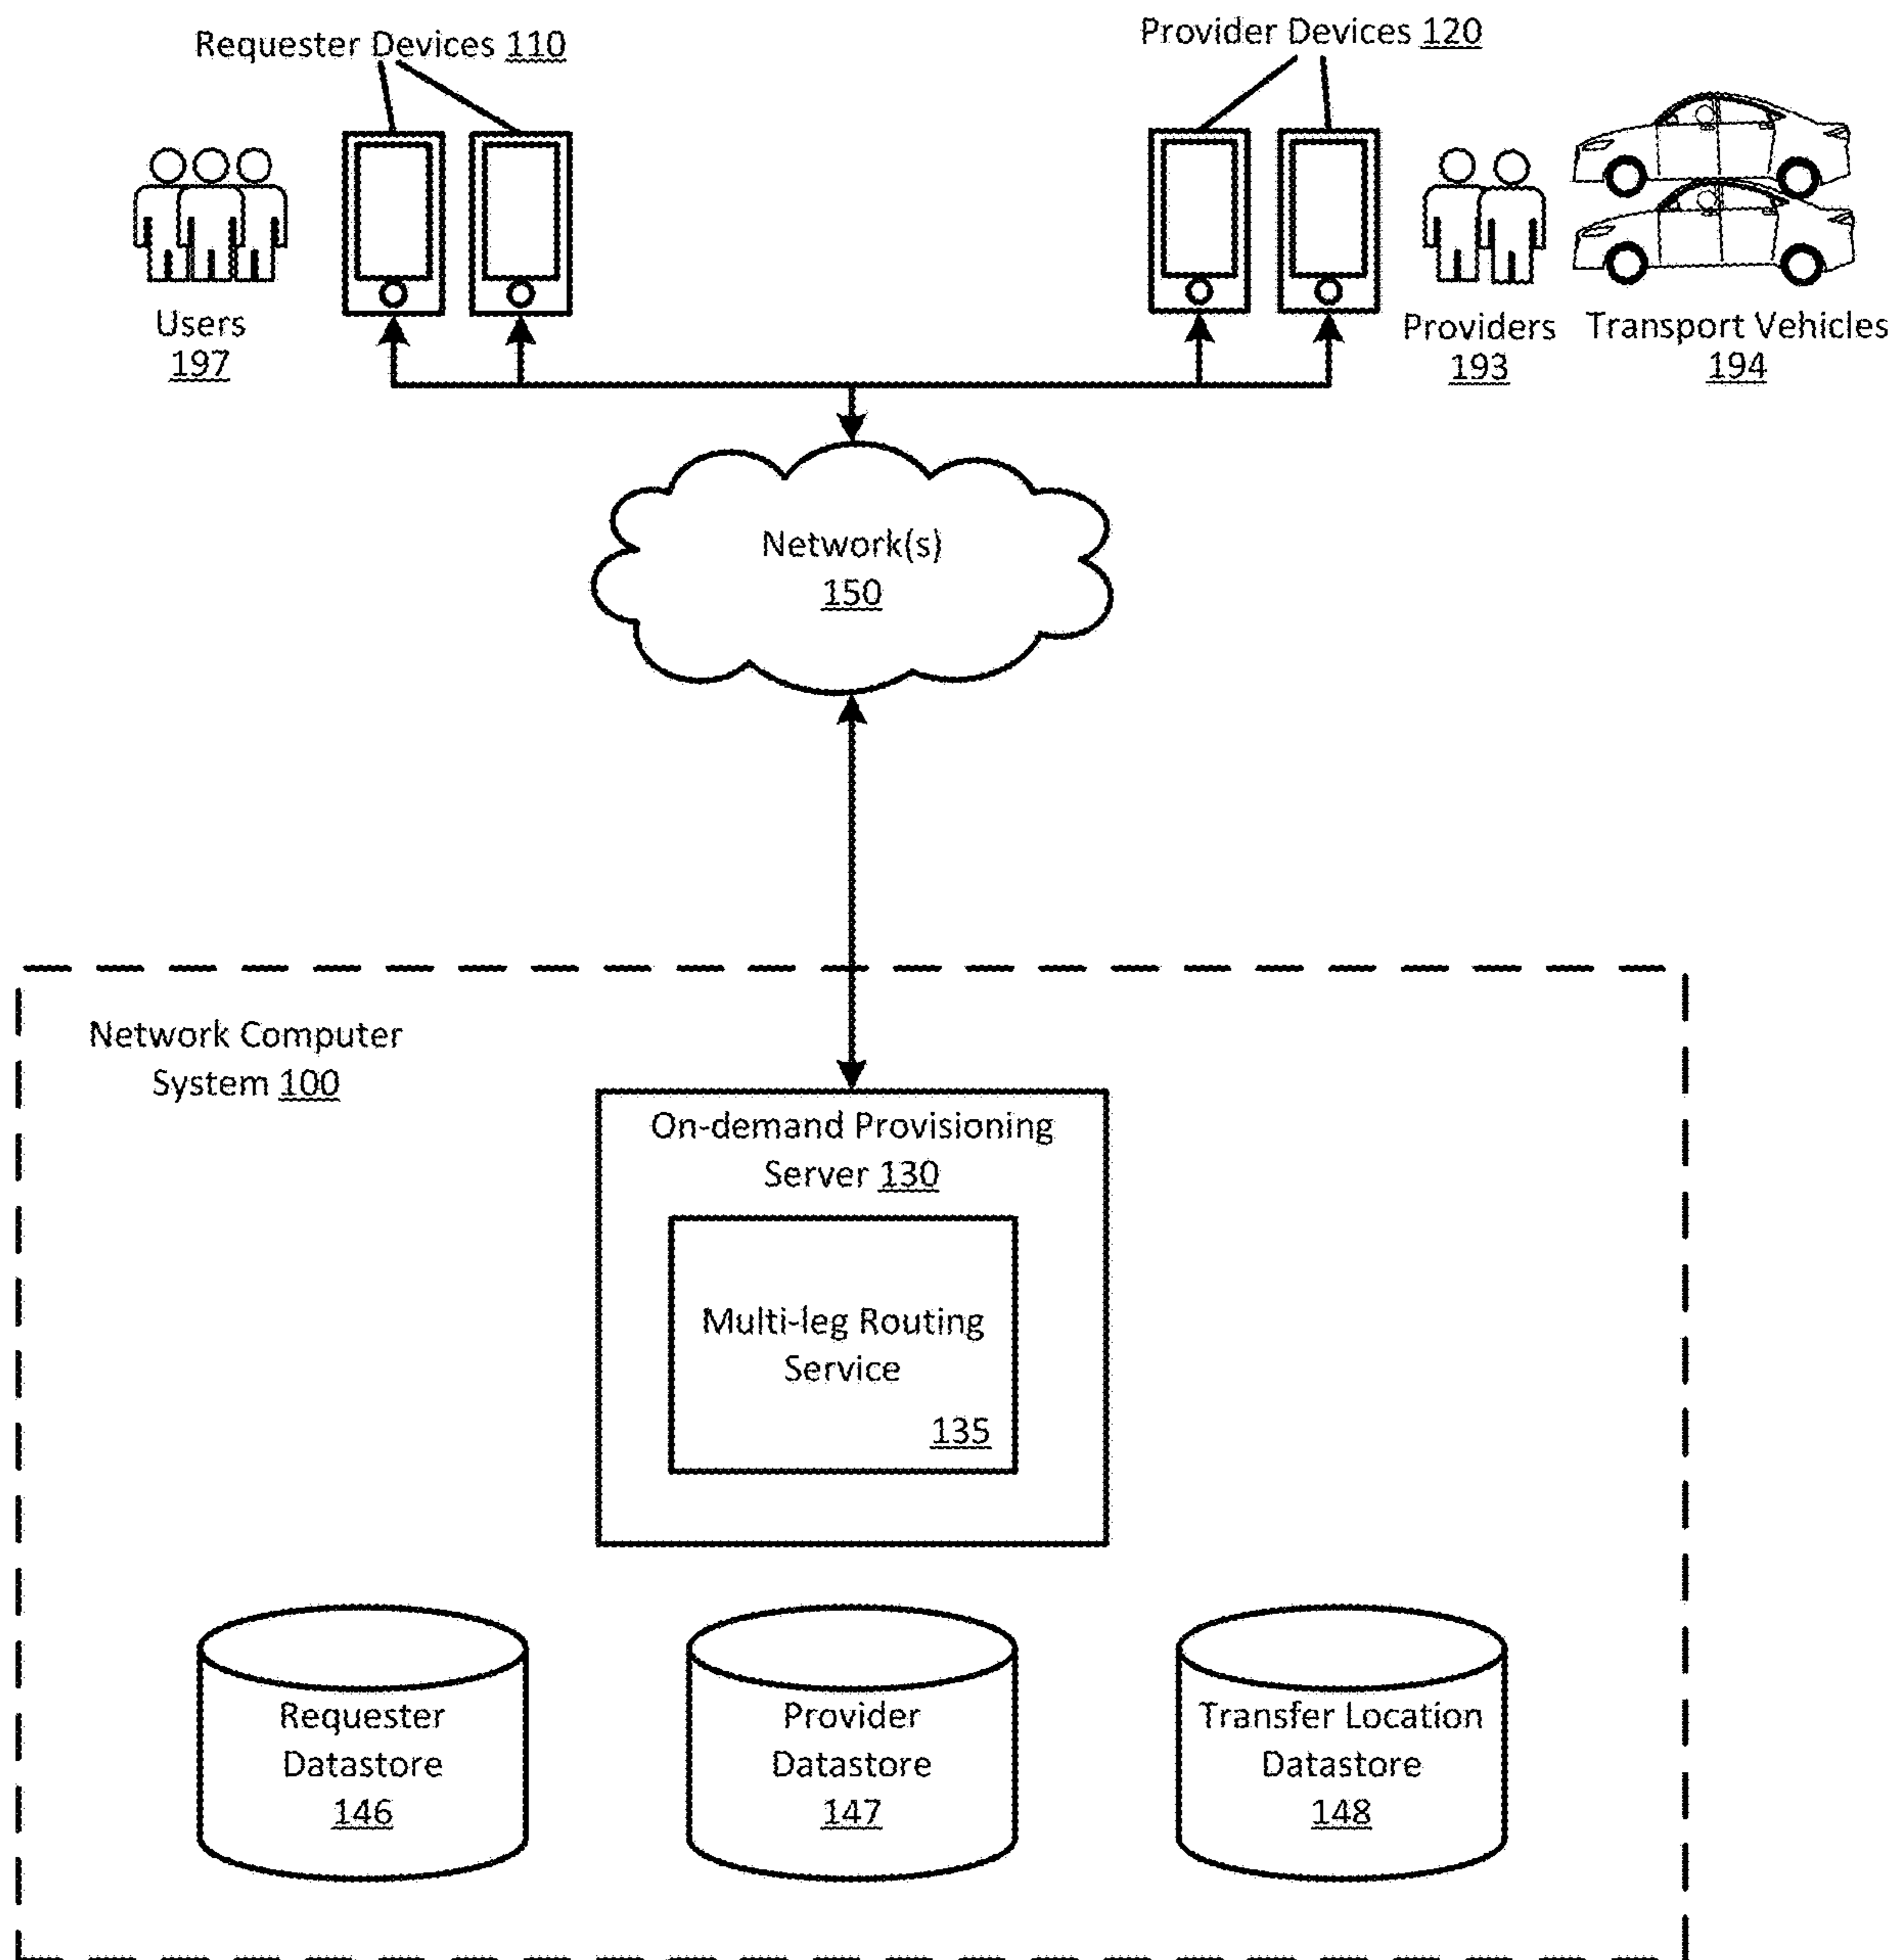 Requester Devices 110
Provider Devices 120
Users
197
Providers
193
Transport Vehicles
194
Network(s)
150
Network Computer
System 100
On-demand Provisioning
Server 130
Multi-leg Routing
Service
135
Requester
Datastore
146
Provider
Datastore
147
Transfer Location
Datastore
148